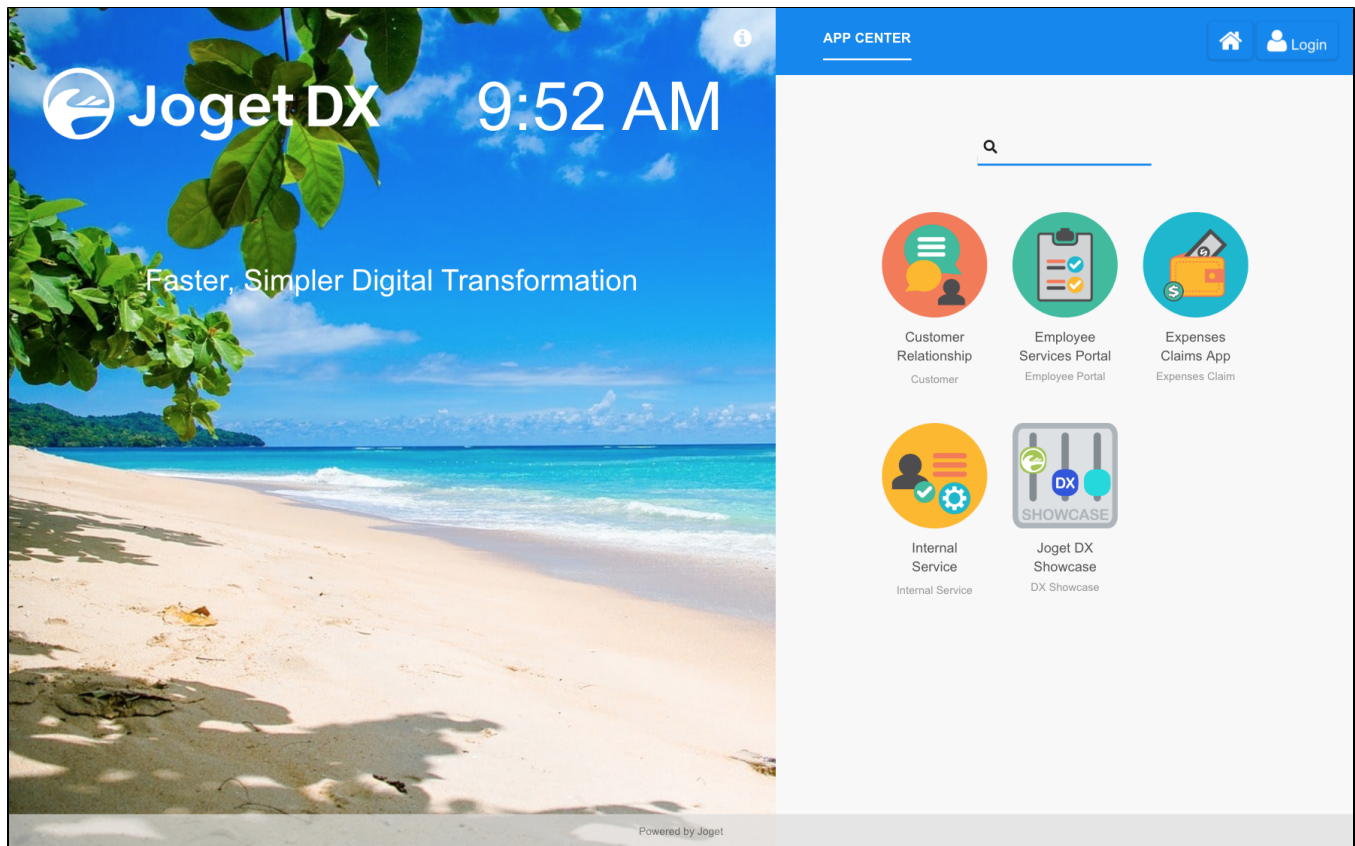 Joget DX
9:52 AM
Faster, Simpler Digital Transformation
APP CENTER
Login
Customer
Relationship
Customer
Employee
Services Portal
Employee Portal
Expenses
Claims App
Expenses Claim
Internal
Service
Internal Service
DX
SHOWCASE
Joget DX
Showcase
DX Showcase
Powered by Joget